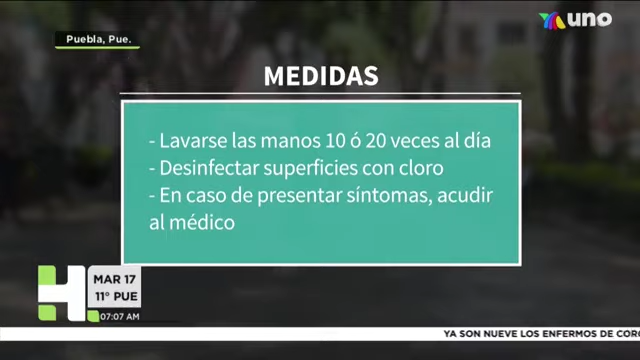 Puebla, Pue.
uno
MEDIDAS
- Lavarse las manos 10 ó 20 veces al día
- Desinfectar superficies con cloro
- En caso de presentar síntomas, acudir
al médico
H
MAR 17
11° PUE
07:07 AM
YA SON NUEVE LOS ENFERMOS DE COR